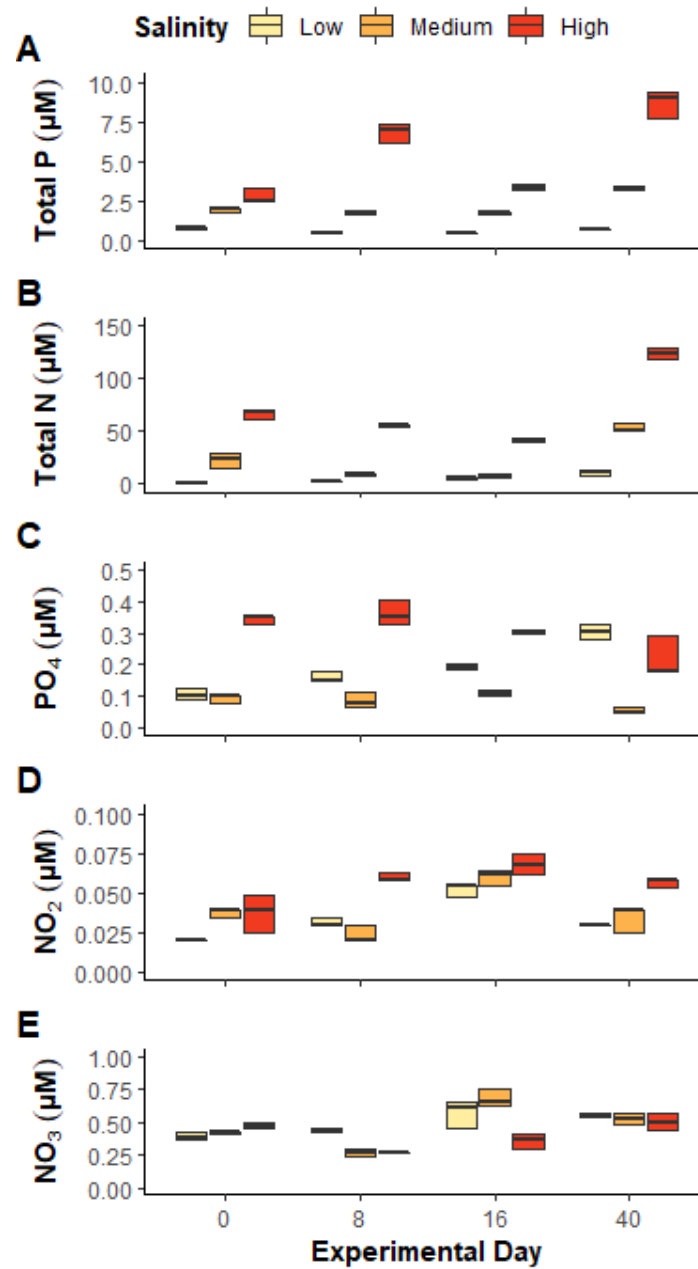 Salinity Low Medium High
A
Total P (µM)
10.0
7.5
5.0
2.5
0.0
B
Total N (µM)
150
100
50
0
C
PO₄ (µM)
0.5
0.4
0.3
0.2
0.1
0.0
D
NO₂ (µM)
0.100
0.075
0.050
0.025
0.000
E
NO₃ (µM)
1.00
0.75
0.50
0.25
0.00
0 8 16 40
Experimental Day